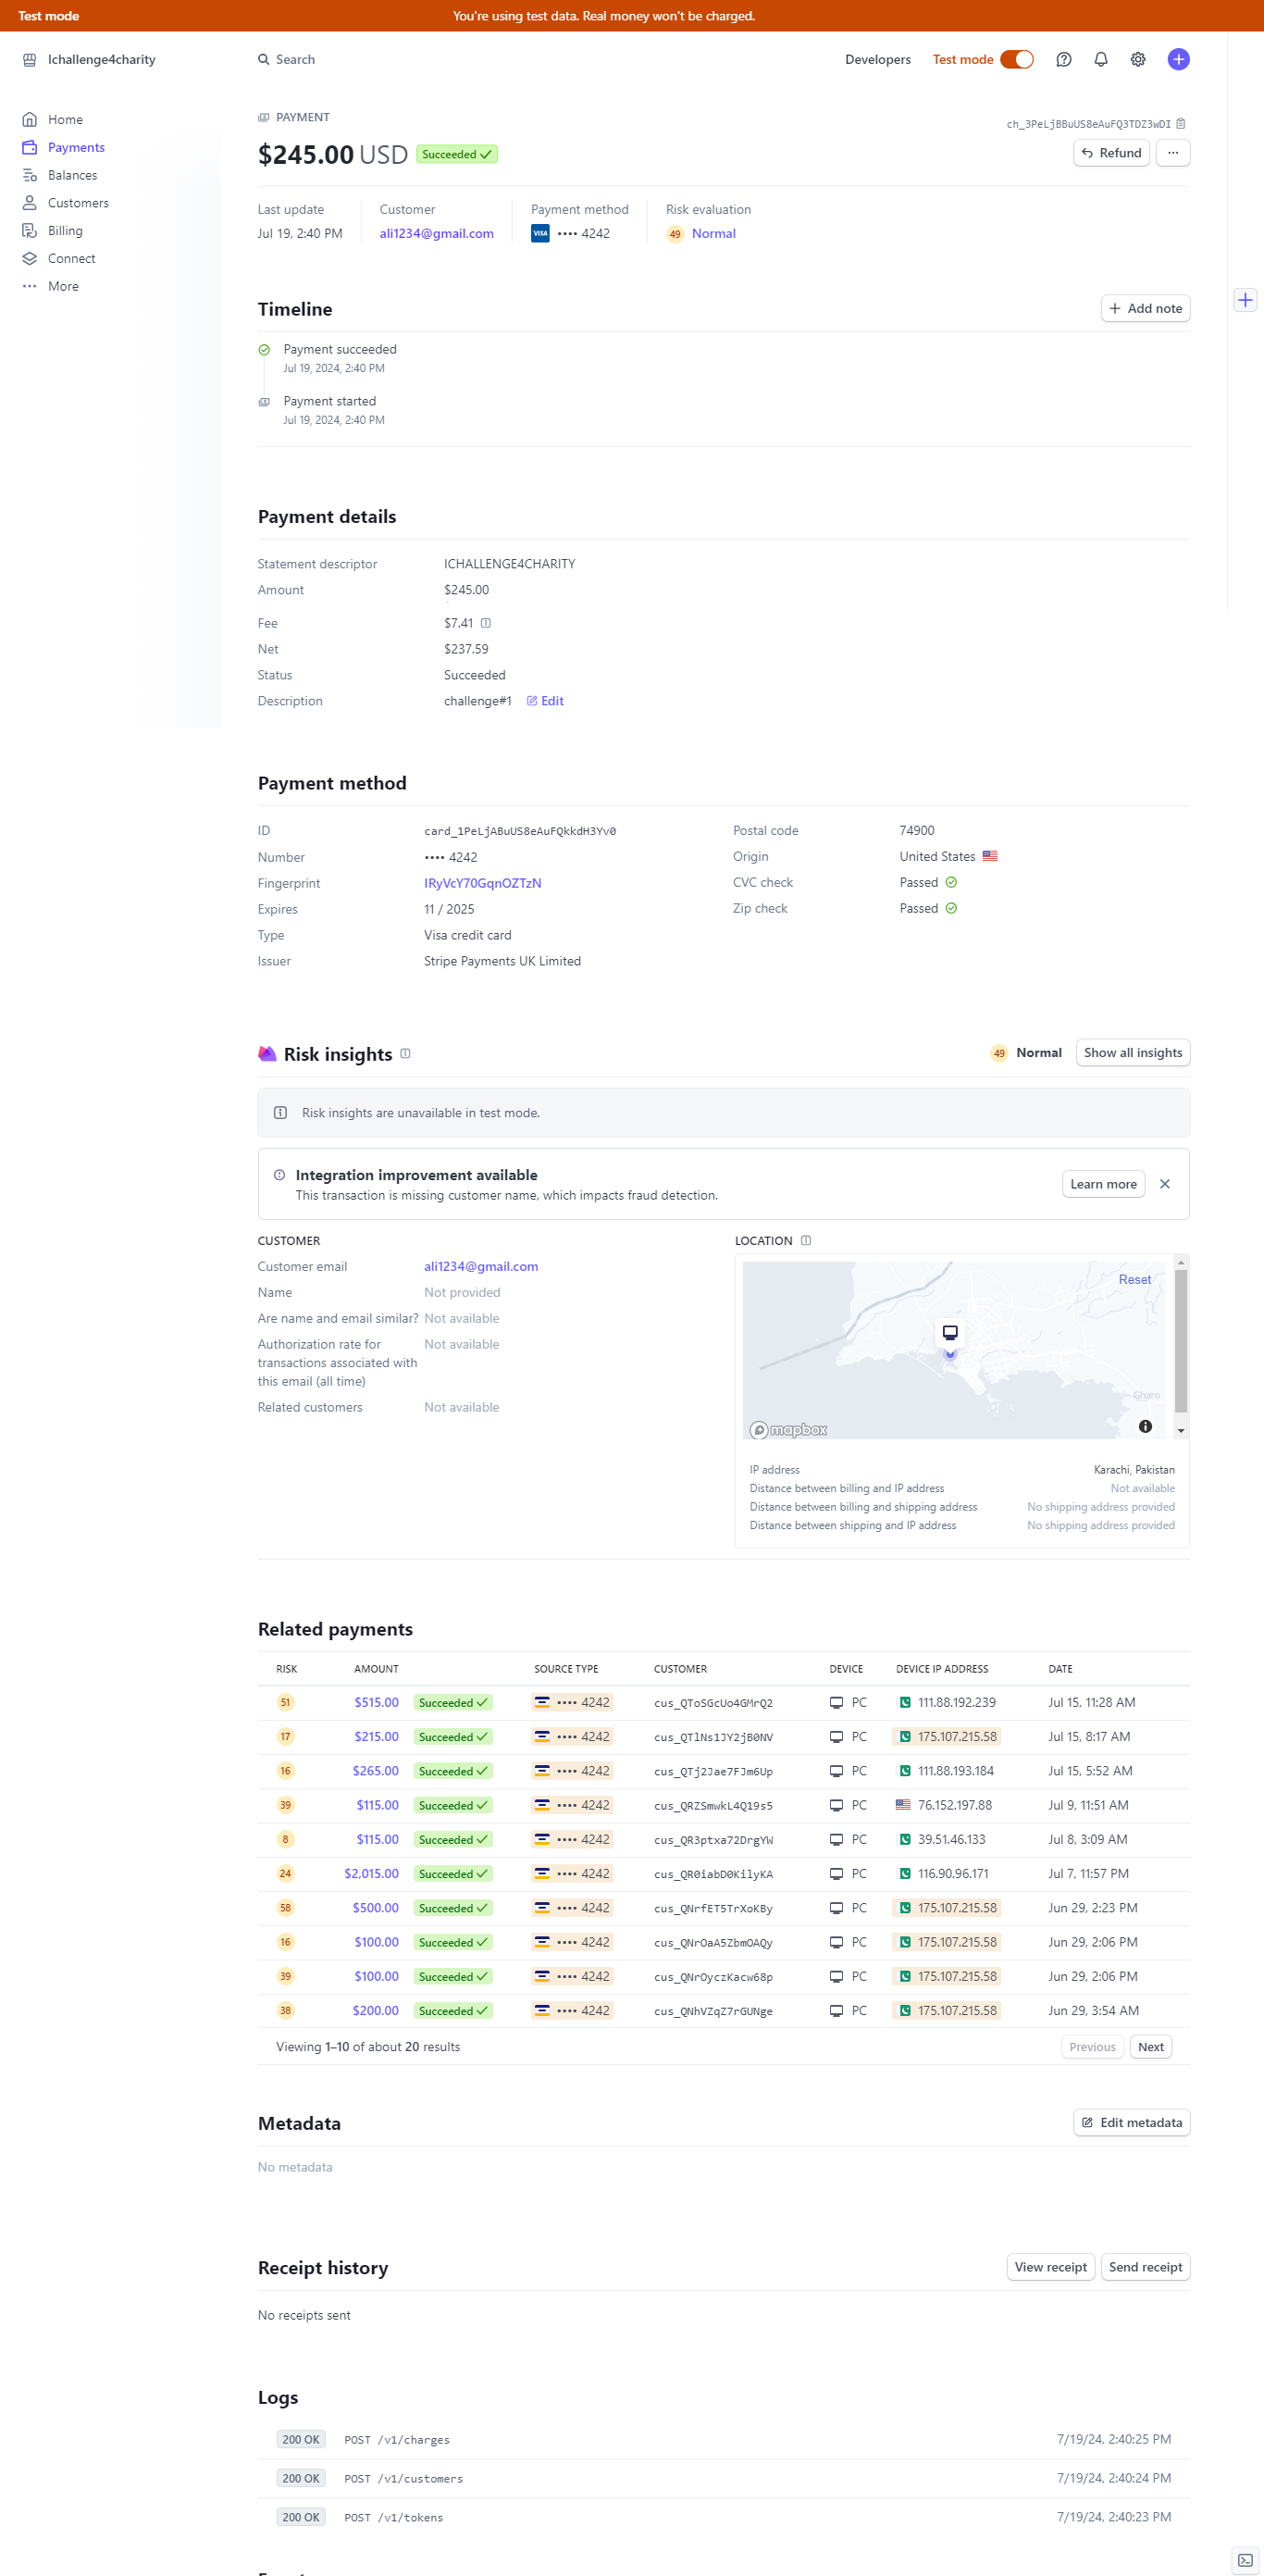 Test mode You're using test data. Real money won't be charged.
Ichallenge4charity Search Developers Test mode
Home
Payments
Balances
Customers
Billing
Connect
More
PAYMENT ch_3PeLjBBuUS8eAuFQ3TDZ3wDI
$245.00 USD Succeeded Refund
Last update Customer Payment method Risk evaluation
Jul 19, 2:40 PM ali1234@gmail.com VISA •••• 4242 49 Normal
Timeline Add note
Payment succeeded
Jul 19, 2024, 2:40 PM
Payment started
Jul 19, 2024, 2:40 PM
Payment details
Statement descriptor ICHALLENGE4CHARITY
Amount $245.00
Fee $7.41
Net $237.59
Status Succeeded
Description challenge#1 Edit
Payment method
ID card_1PeLjABuUS8eAuFQkkdH3Yv0 Postal code 74900
Number •••• 4242 Origin United States
Fingerprint IRyVcY70GqnOZTzN CVC check Passed
Expires 11 / 2025 Zip check Passed
Type Visa credit card
Issuer Stripe Payments UK Limited
Risk insights 49 Normal Show all insights
Risk insights are unavailable in test mode.
Integration improvement available
This transaction is missing customer name, which impacts fraud detection. Learn more
CUSTOMER
Customer email ali1234@gmail.com
Name Not provided
Are name and email similar? Not available
Authorization rate for Not available
transactions associated with
this email (all time)
Related customers Not available
LOCATION
Reset
Gharo
mapbox
IP address Karachi, Pakistan
Distance between billing and IP address Not available
Distance between billing and shipping address No shipping address provided
Distance between shipping and IP address No shipping address provided
Related payments
RISK AMOUNT SOURCE TYPE CUSTOMER DEVICE DEVICE IP ADDRESS DATE
51 $515.00 Succeeded •••• 4242 cus_QToSGcUo4GMrQ2 PC 111.88.192.239 Jul 15, 11:28 AM
17 $215.00 Succeeded •••• 4242 cus_QTlNs1JY2jB0NV PC 175.107.215.58 Jul 15, 8:17 AM
16 $265.00 Succeeded •••• 4242 cus_QTj2Jae7FJm6Up PC 111.88.193.184 Jul 15, 5:52 AM
39 $115.00 Succeeded •••• 4242 cus_QRZSmwkL4Q19s5 PC 76.152.197.88 Jul 9, 11:51 AM
8 $115.00 Succeeded •••• 4242 cus_QR3ptxa72DrgYW PC 39.51.46.133 Jul 8, 3:09 AM
24 $2,015.00 Succeeded •••• 4242 cus_QR0iabD0KilyKA PC 116.90.96.171 Jul 7, 11:57 PM
58 $500.00 Succeeded •••• 4242 cus_QNrfET5TrXoKBy PC 175.107.215.58 Jun 29, 2:23 PM
16 $100.00 Succeeded •••• 4242 cus_QNrOaA5ZbmOAQy PC 175.107.215.58 Jun 29, 2:06 PM
39 $100.00 Succeeded •••• 4242 cus_QNrOyczKacw68p PC 175.107.215.58 Jun 29, 2:06 PM
38 $200.00 Succeeded •••• 4242 cus_QNhVZqZ7rGUNge PC 175.107.215.58 Jun 29, 3:54 AM
Viewing 1–10 of about 20 results Previous Next
Metadata Edit metadata
No metadata
Receipt history View receipt Send receipt
No receipts sent
Logs
200 OK POST /v1/charges 7/19/24, 2:40:25 PM
200 OK POST /v1/customers 7/19/24, 2:40:24 PM
200 OK POST /v1/tokens 7/19/24, 2:40:23 PM